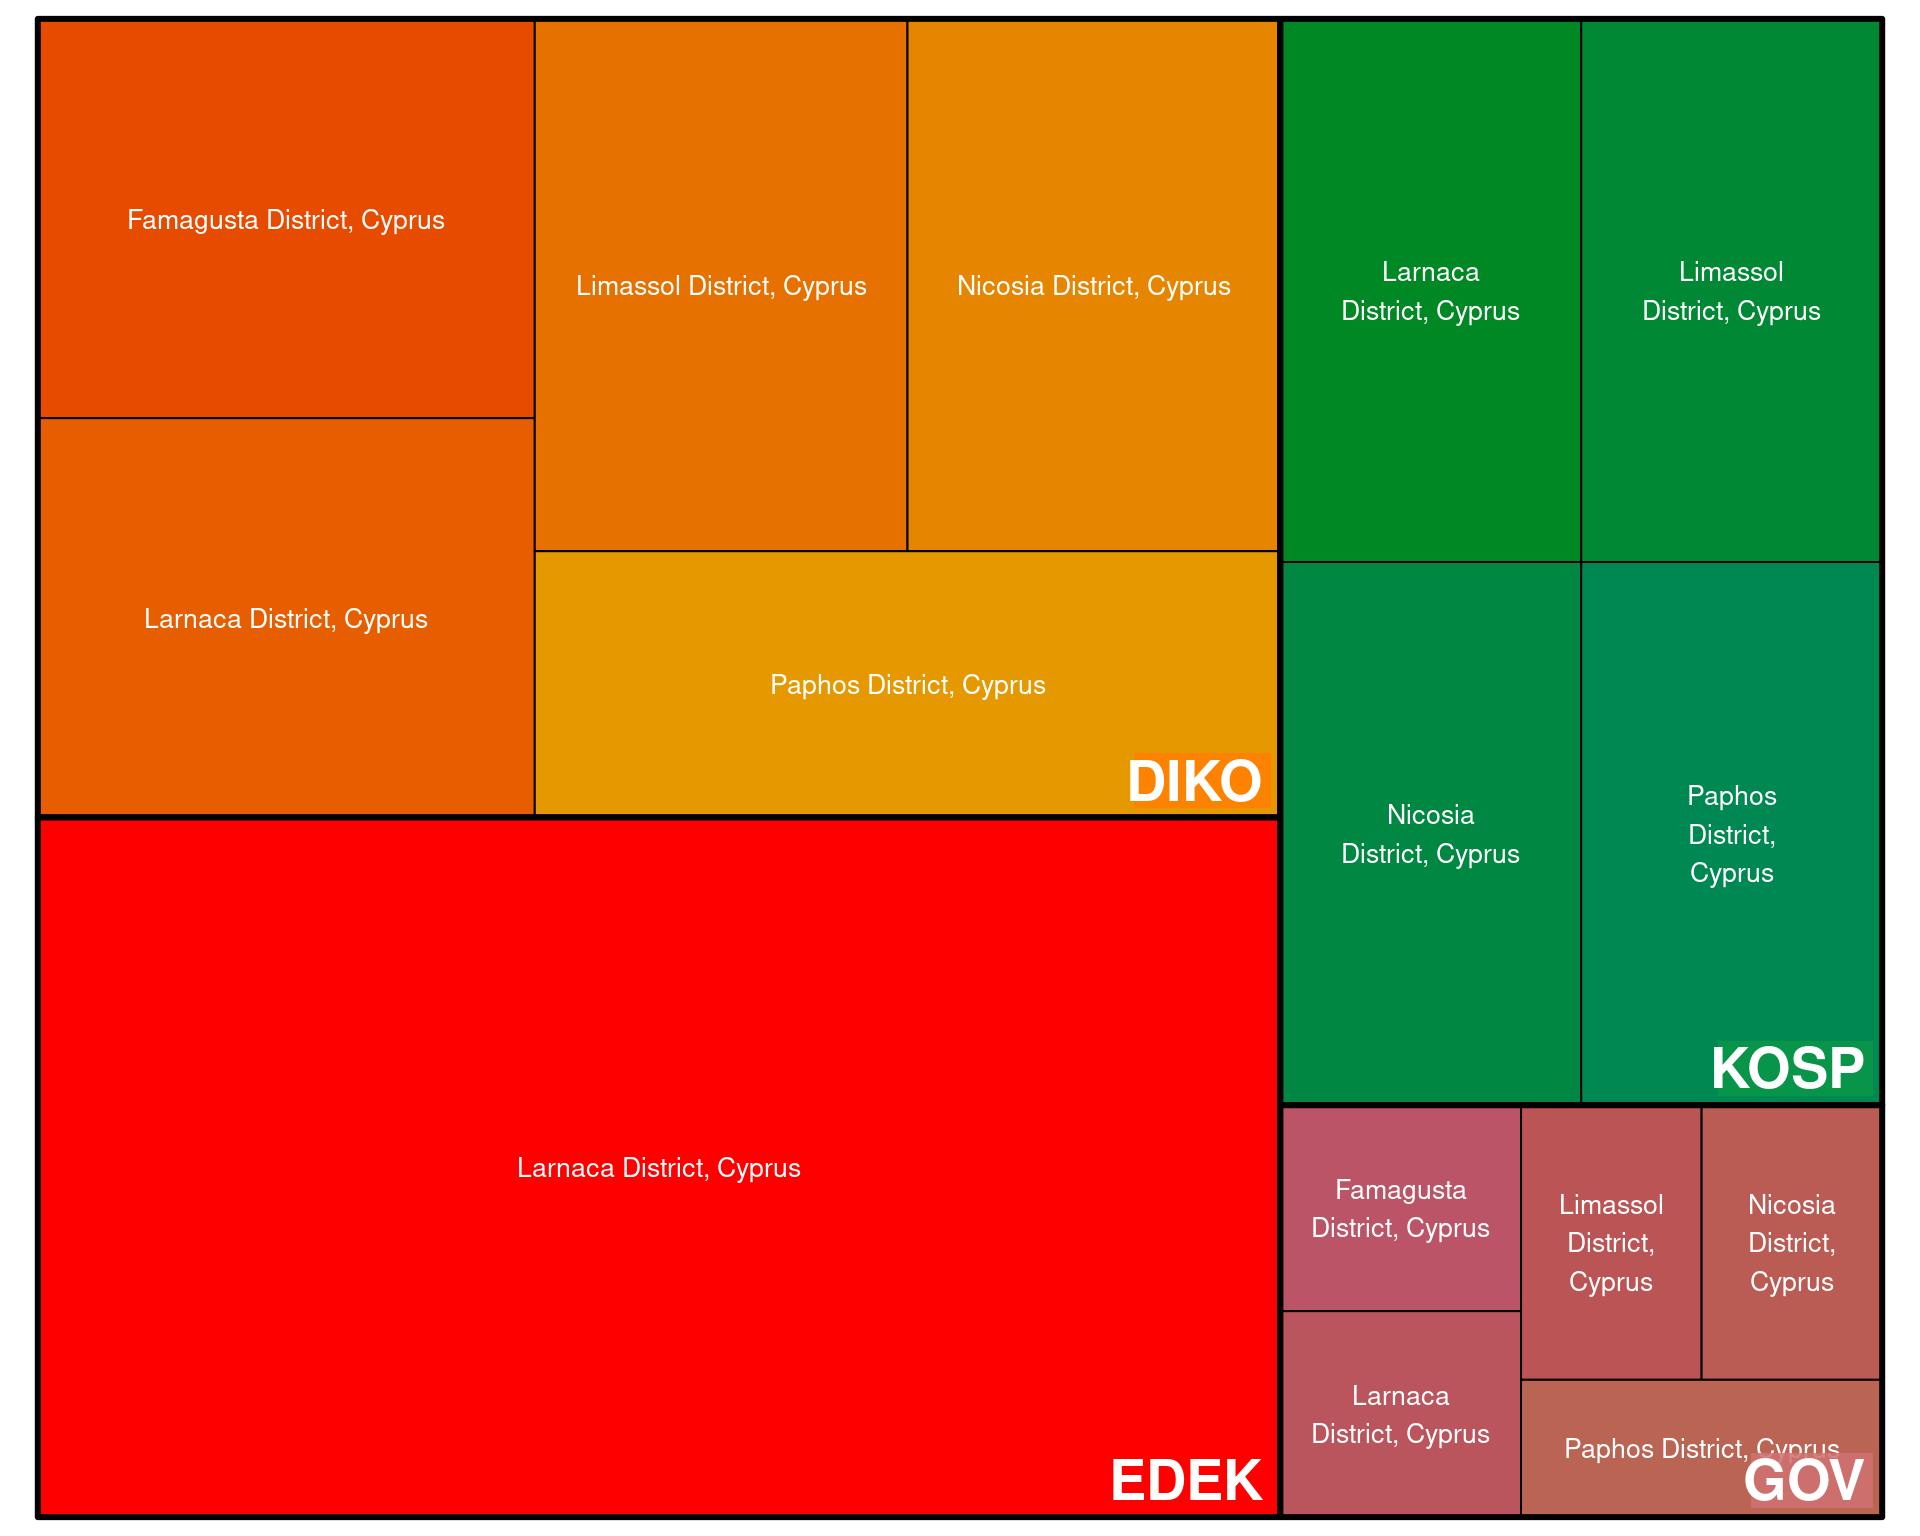 Famagusta District, Cyprus
Limassol District, Cyprus
Nicosia District, Cyprus
Larnaca District, Cyprus
Paphos District, Cyprus
DIKO
Larnaca District, Cyprus
EDEK
Larnaca
District, Cyprus
Limassol
District, Cyprus
Nicosia
District, Cyprus
Paphos
District,
Cyprus
KOSP
Famagusta
District, Cyprus
Limassol
District,
Cyprus
Nicosia
District,
Cyprus
Larnaca
District, Cyprus
Paphos District, Cyprus
GOV